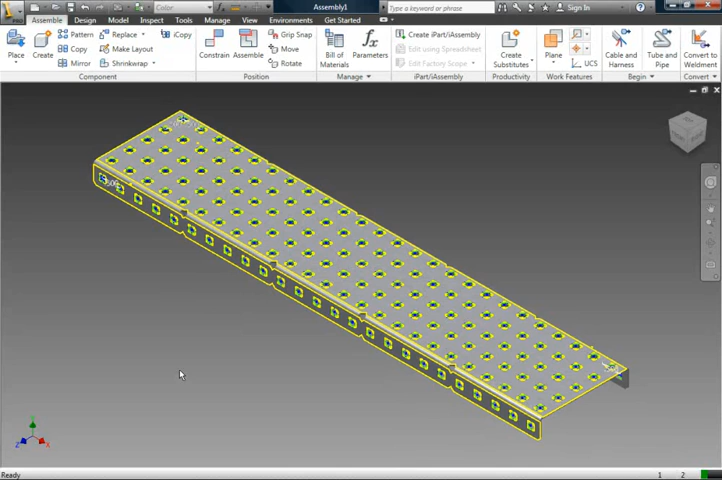 PRO
Color
Assembly1
Type a keyword or phrase
Sign In
Assemble Design Model Inspect Tools Manage View Environments Get Started
Place
Create
Pattern
Copy
Mirror
Replace
Make Layout
Shrinkwrap
iCopy
Component
Constrain
Assemble
Grip Snap
Move
Rotate
Position
Bill of
Materials
Parameters
Manage
Create iPart/iAssembly
Edit using Spreadsheet
Edit Factory Scope
iPart/iAssembly
Create
Substitutes
Productivity
Plane
UCS
Work Features
Cable and
Harness
Tube and
Pipe
Begin
Convert to
Weldment
Convert
Ready
1 2